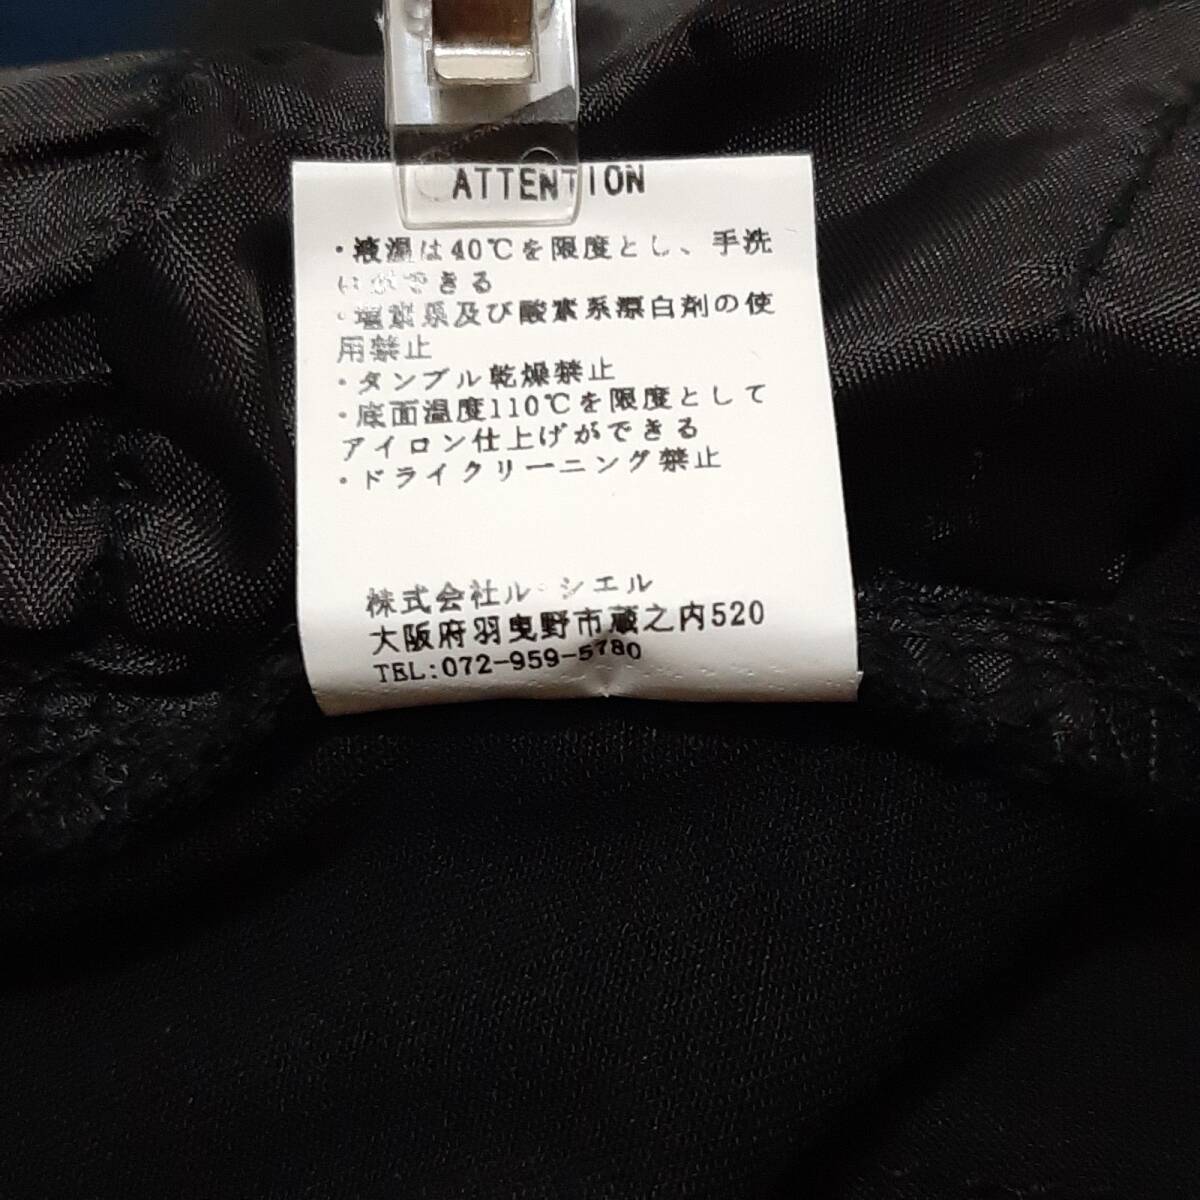 ATTENTION
・液温は40℃を限度とし、手洗
いができる
・塩素系及び酸素系漂白剤の使
用禁止
・タンブル乾燥禁止
・底面温度110℃を限度として
アイロン仕上げができる
・ドライクリーニング禁止
株式会社ル・シエル
大阪府羽曳野市蔵之内520
TEL:072-959-5780